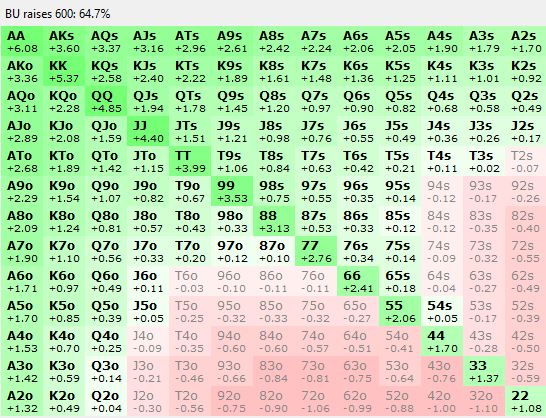 BU raises 600: 64.7%
AA AKs AQs AJs ATs A9s A8s A7s A6s A5s A4s A3s A2s
+6.08 +3.60 +3.37 +3.16 +2.96 +2.61 +2.42 +2.24 +2.06 +2.05 +1.90 +1.79 +1.70
AKo KK KQs KJs KTs K9s K8s K7s K6s K5s K4s K3s K2s
+3.36 +5.37 +2.58 +2.40 +2.22 +1.89 +1.61 +1.48 +1.36 +1.25 +1.11 +1.01 +0.92
AQo KQo QQ QJs QTs Q9s Q8s Q7s Q6s Q5s Q4s Q3s Q2s
+3.11 +2.28 +4.85 +1.94 +1.78 +1.45 +1.20 +0.97 +0.90 +0.82 +0.68 +0.58 +0.49
AJo KJo QJo JJ JTs J9s J8s J7s J6s J5s J4s J3s J2s
+2.89 +2.08 +1.59 +4.40 +1.51 +1.21 +0.98 +0.76 +0.55 +0.49 +0.36 +0.26 +0.17
ATo KTo QTo JTo TT T9s T8s T7s T6s T5s T4s T3s T2s
+2.68 +1.89 +1.42 +1.15 +3.99 +1.06 +0.84 +0.63 +0.42 +0.21 +0.11 +0.02 -0.07
A9o K9o Q9o J9o T9o 99 98s 97s 96s 95s 94s 93s 92s
+2.29 +1.54 +1.07 +0.82 +0.67 +3.53 +0.75 +0.55 +0.35 +0.14 -0.12 -0.17 -0.26
A8o K8o Q8o J8o T8o 98o 88 87s 86s 85s 84s 83s 82s
+2.09 +1.24 +0.81 +0.57 +0.43 +0.33 +3.13 +0.53 +0.33 +0.12 -0.12 -0.35 -0.40
A7o K7o Q7o J7o T7o 97o 87o 77 76s 75s 74s 73s 72s
+1.90 +1.10 +0.56 +0.33 +0.20 +0.12 +0.10 +2.76 +0.34 +0.14 -0.09 -0.32 -0.55
A6o K6o Q6o J6o T6o 96o 86o 76o 66 65s 64s 63s 62s
+1.71 +0.97 +0.49 +0.11 -0.03 -0.10 -0.11 -0.11 +2.41 +0.18 -0.04 -0.27 -0.49
A5o K5o Q5o J5o T5o 95o 85o 75o 65o 55 54s 53s 52s
+1.70 +0.85 +0.39 +0.05 -0.25 -0.32 -0.33 -0.32 -0.27 +2.06 +0.05 -0.17 -0.39
A4o K4o Q4o J4o T4o 94o 84o 74o 64o 54o 44 43s 42s
+1.53 +0.70 +0.25 -0.09 -0.35 -0.60 -0.60 -0.57 -0.51 -0.41 +1.70 -0.28 -0.50
A3o K3o Q3o J3o T3o 93o 83o 73o 63o 53o 43o 33 32s
+1.42 +0.59 +0.14 -0.21 -0.46 -0.66 -0.84 -0.81 -0.75 -0.64 -0.76 +1.37 -0.59
A2o K2o Q2o J2o T2o 92o 82o 72o 62o 52o 42o 32o 22
+1.32 +0.49 +0.04 -0.30 -0.56 -0.75 -0.90 -1.06 -0.99 -0.88 -1.00 -1.10 +1.08